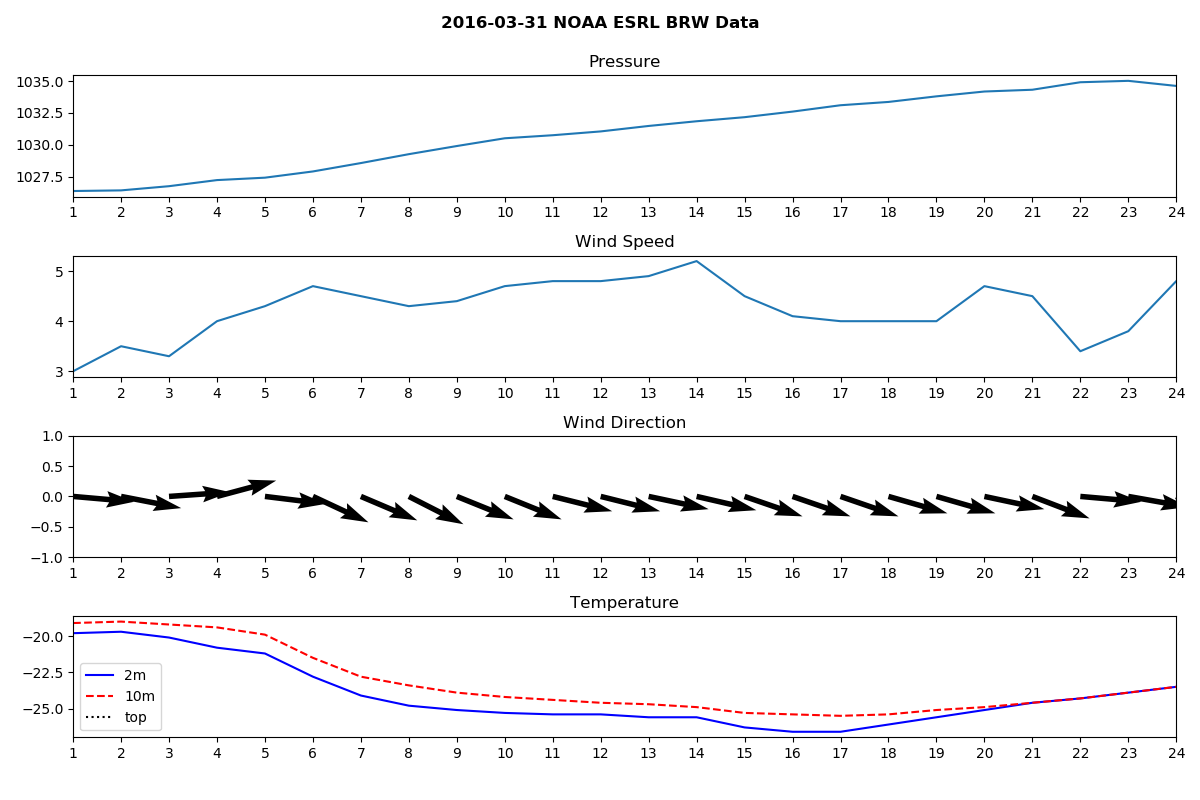 2016-03-31 NOAA ESRL BRW Data
Pressure
1035.0
1032.5
1030.0
1027.5
1 2 3 4 5 6 7 8 9 10 11 12 13 14 15 16 17 18 19 20 21 22 23 24
Wind Speed
5
4
3
1 2 3 4 5 6 7 8 9 10 11 12 13 14 15 16 17 18 19 20 21 22 23 24
Wind Direction
1.0
0.5
0.0
−0.5
−1.0
1 2 3 4 5 6 7 8 9 10 11 12 13 14 15 16 17 18 19 20 21 22 23 24
Temperature
−20.0
−22.5
−25.0
2m
10m
top
1 2 3 4 5 6 7 8 9 10 11 12 13 14 15 16 17 18 19 20 21 22 23 24